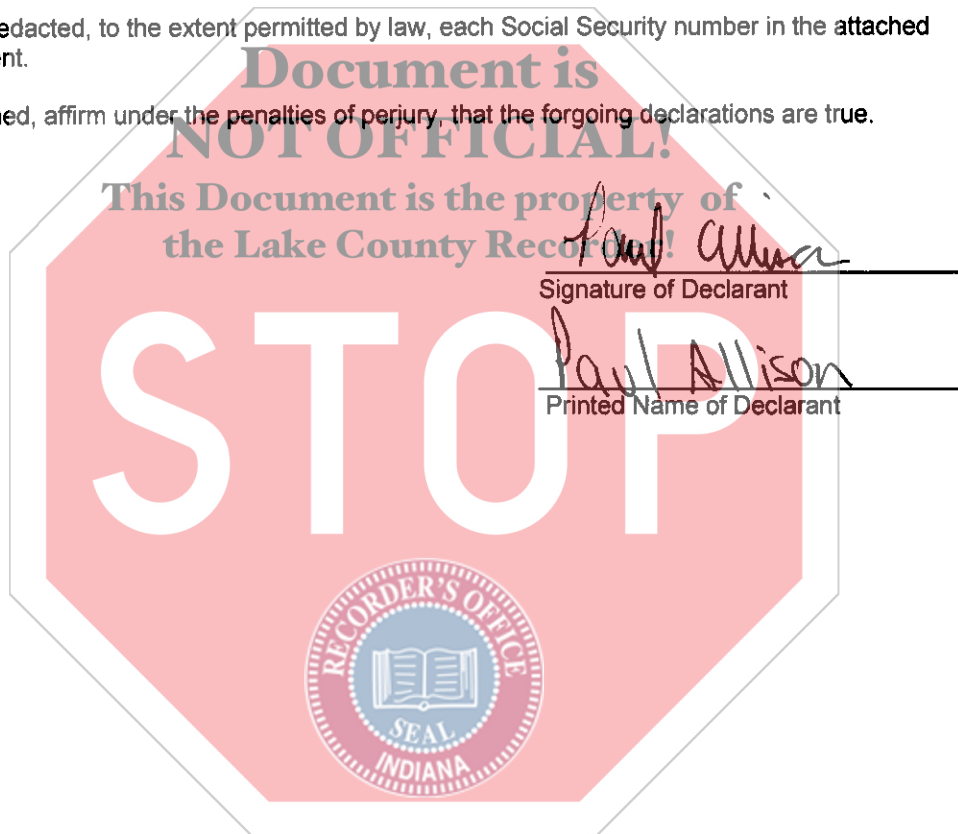 edacted, to the extent permitted by law, each Social Security number in the attached
nt.
Document is
ed, affirm under the penalties of perjury, that the forgoing declarations are true.
NOT OFFICIAL!
This Document is the property of
the Lake County Recorder!
Paul Allison
Signature of Declarant
Paul Allison
Printed Name of Declarant
STOP
RECORDER'S OFFICE
SEAL
INDIANA